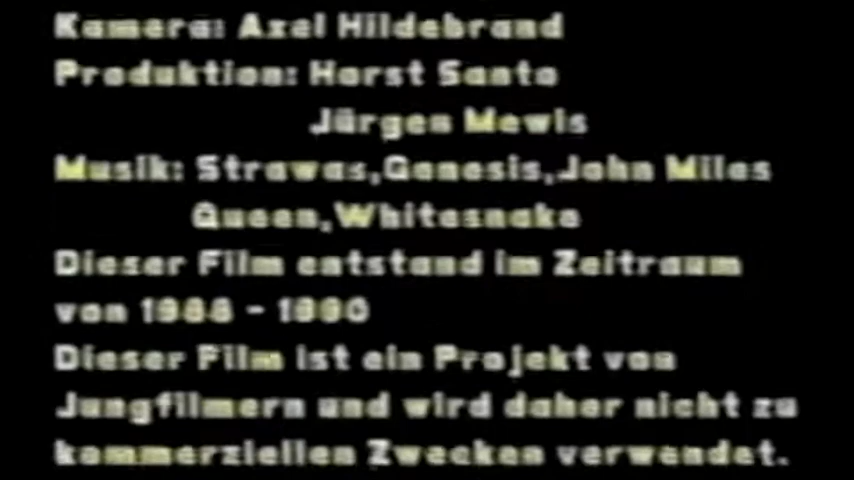 Kamera: Axel Hildebrand
Produktion: Horst Santo
Jürgen Mewis
Musik: Strawas,Genesis,John Miles
Queen,Whitesnake
Dieser Film entstand im Zeitraum
von 1988 - 1990
Dieser Film ist ein Projekt von
Jungfilmern und wird daher nicht zu
kommerziellen Zwecken verwendet.